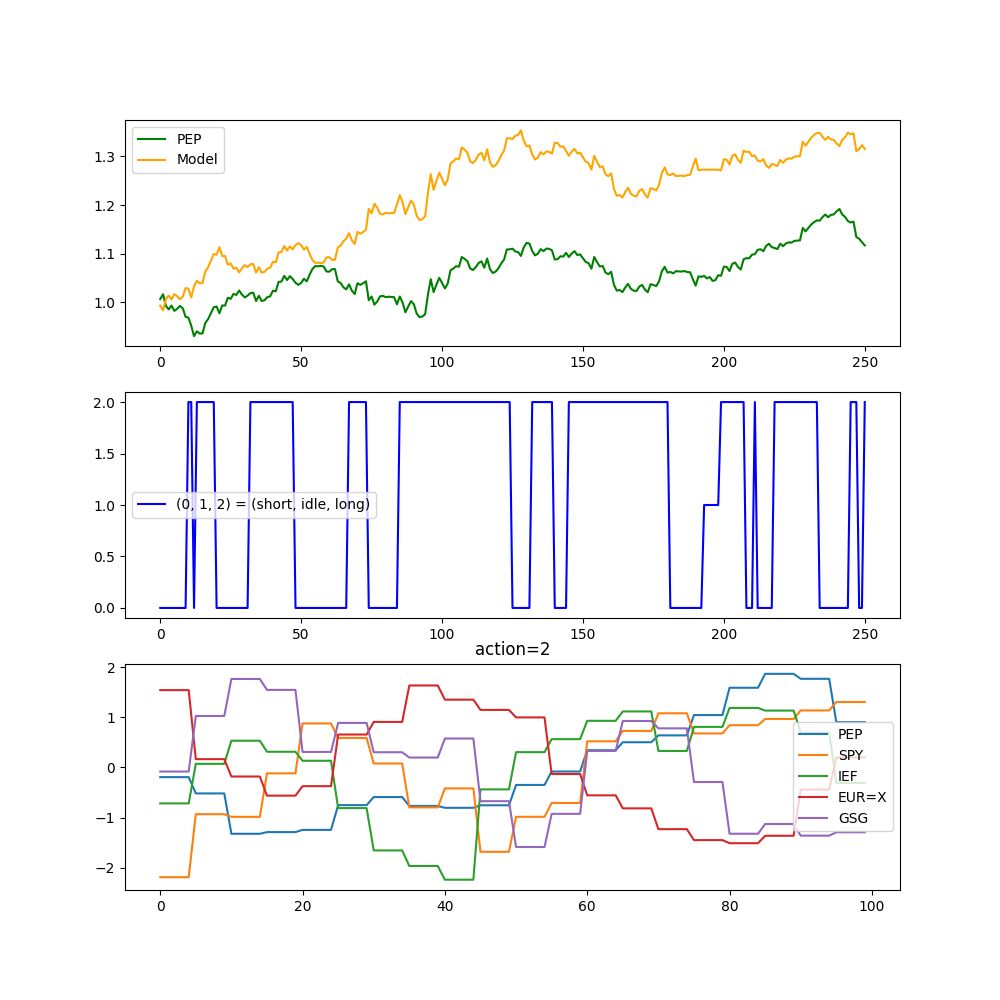 PEP
Model
1.3
1.2
1.1
1.0
0 50 100 150 200 250
2.0
1.5
1.0
0.5
0.0
(0, 1, 2) = (short, idle, long)
0 50 100 150 200 250
action=2
2
1
0
−1
−2
PEP
SPY
IEF
EUR=X
GSG
0 20 40 60 80 100